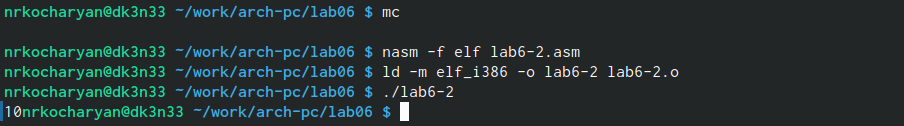 nrkocharyan@dk3n33 ~/work/arch-pc/lab06 $ mc
nrkocharyan@dk3n33 ~/work/arch-pc/lab06 $ nasm -f elf lab6-2.asm
nrkocharyan@dk3n33 ~/work/arch-pc/lab06 $ ld -m elf_i386 -o lab6-2 lab6-2.o
nrkocharyan@dk3n33 ~/work/arch-pc/lab06 $ ./lab6-2
10nrkocharyan@dk3n33 ~/work/arch-pc/lab06 $